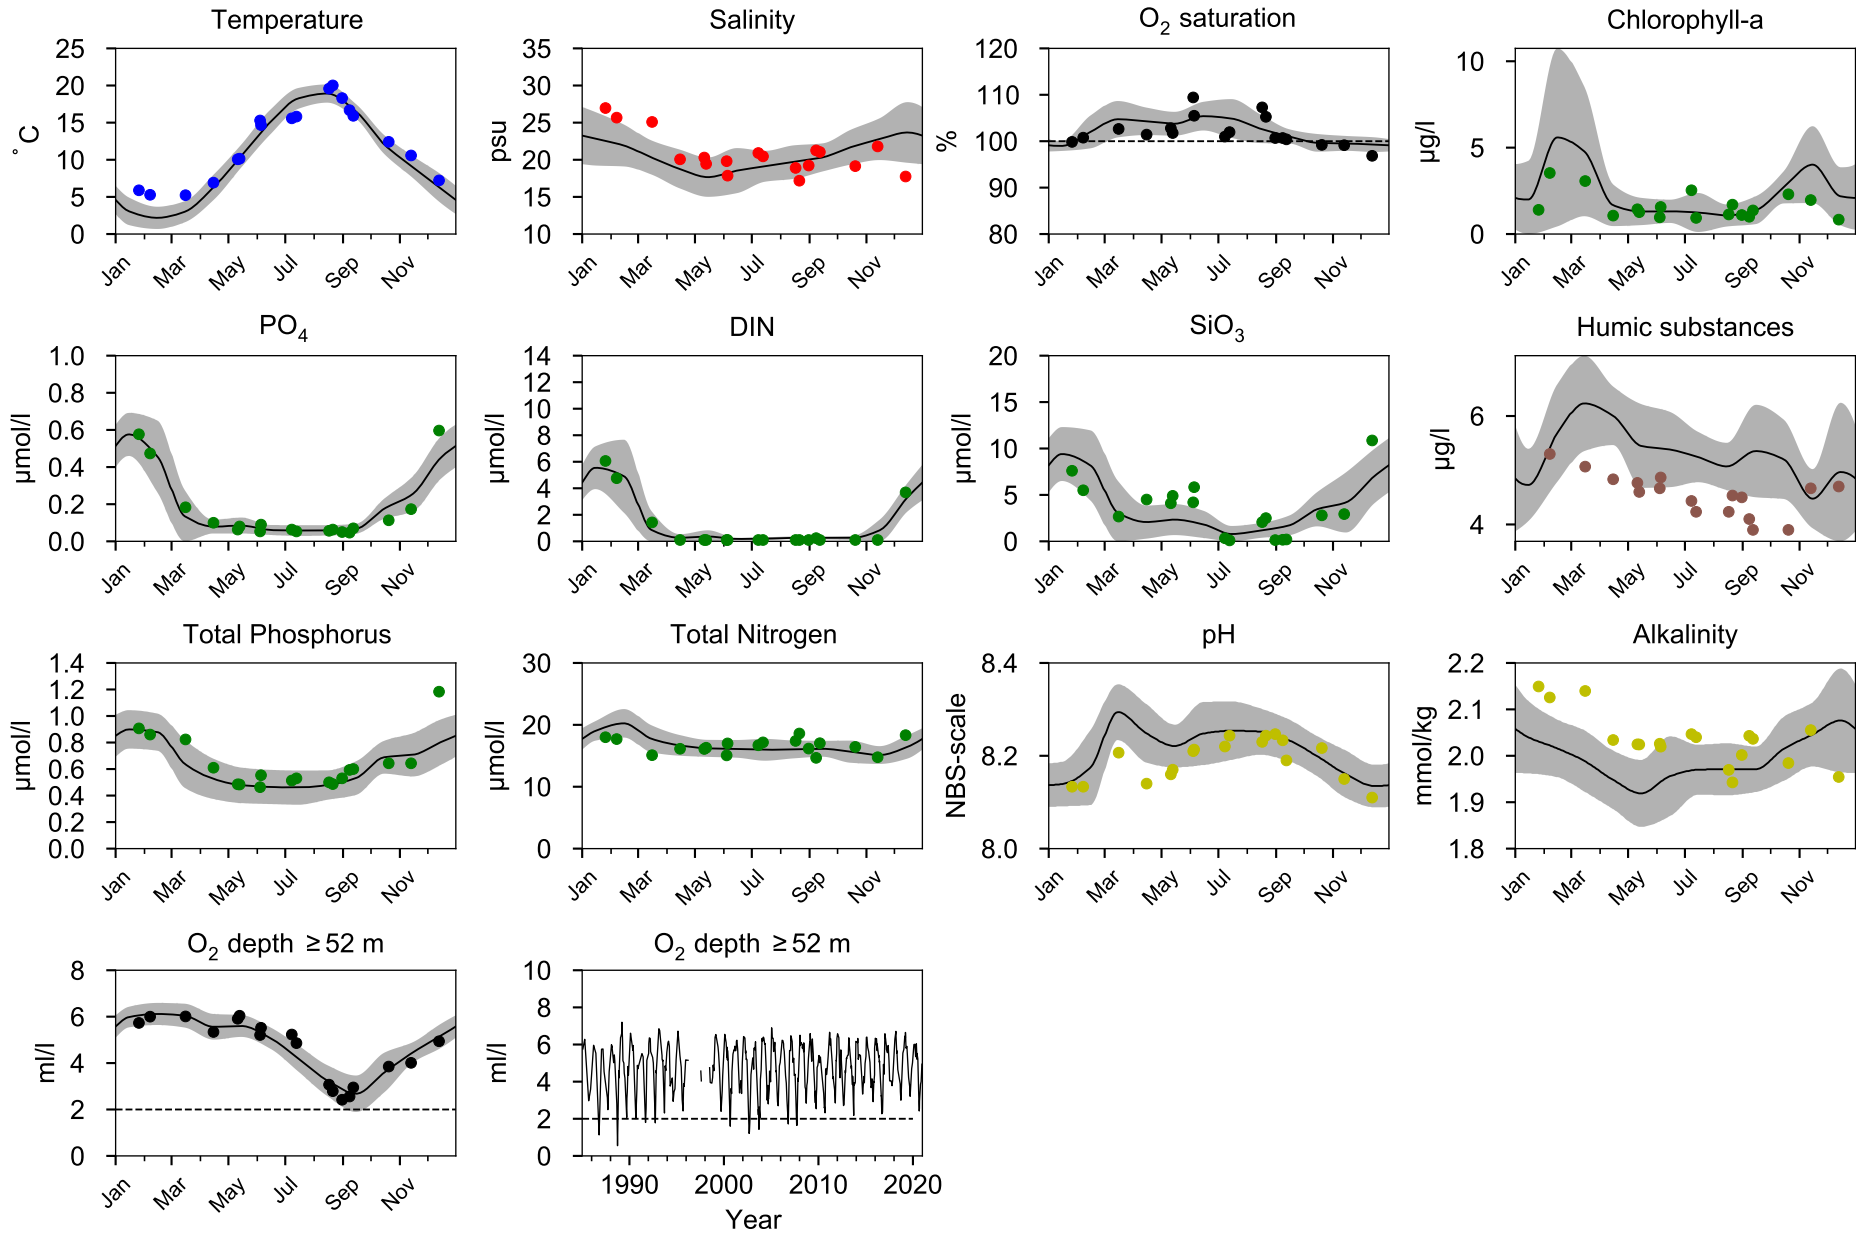 Temperature
Salinity
O2 saturation
Chlorophyll-a
25
20
15
10
5
0
°C
Jan Mar May Jul Sep Nov
35
30
25
20
15
10
psu
Jan Mar May Jul Sep Nov
120
110
100
90
80
%
Jan Mar May Jul Sep Nov
10
5
0
µg/l
Jan Mar May Jul Sep Nov
PO4
DIN
SiO3
Humic substances
1.0
0.8
0.6
0.4
0.2
0.0
µmol/l
Jan Mar May Jul Sep Nov
14
12
10
8
6
4
2
0
µmol/l
Jan Mar May Jul Sep Nov
20
15
10
5
0
µmol/l
Jan Mar May Jul Sep Nov
6
4
µg/l
Jan Mar May Jul Sep Nov
Total Phosphorus
Total Nitrogen
pH
Alkalinity
1.4
1.2
1.0
0.8
0.6
0.4
0.2
0.0
µmol/l
Jan Mar May Jul Sep Nov
30
20
10
0
µmol/l
Jan Mar May Jul Sep Nov
8.4
8.2
8.0
NBS-scale
Jan Mar May Jul Sep Nov
2.2
2.1
2.0
1.9
1.8
mmol/kg
Jan Mar May Jul Sep Nov
O2 depth ≥ 52 m
O2 depth ≥ 52 m
8
6
4
2
0
ml/l
Jan Mar May Jul Sep Nov
10
8
6
4
2
0
ml/l
1990 2000 2010 2020
Year